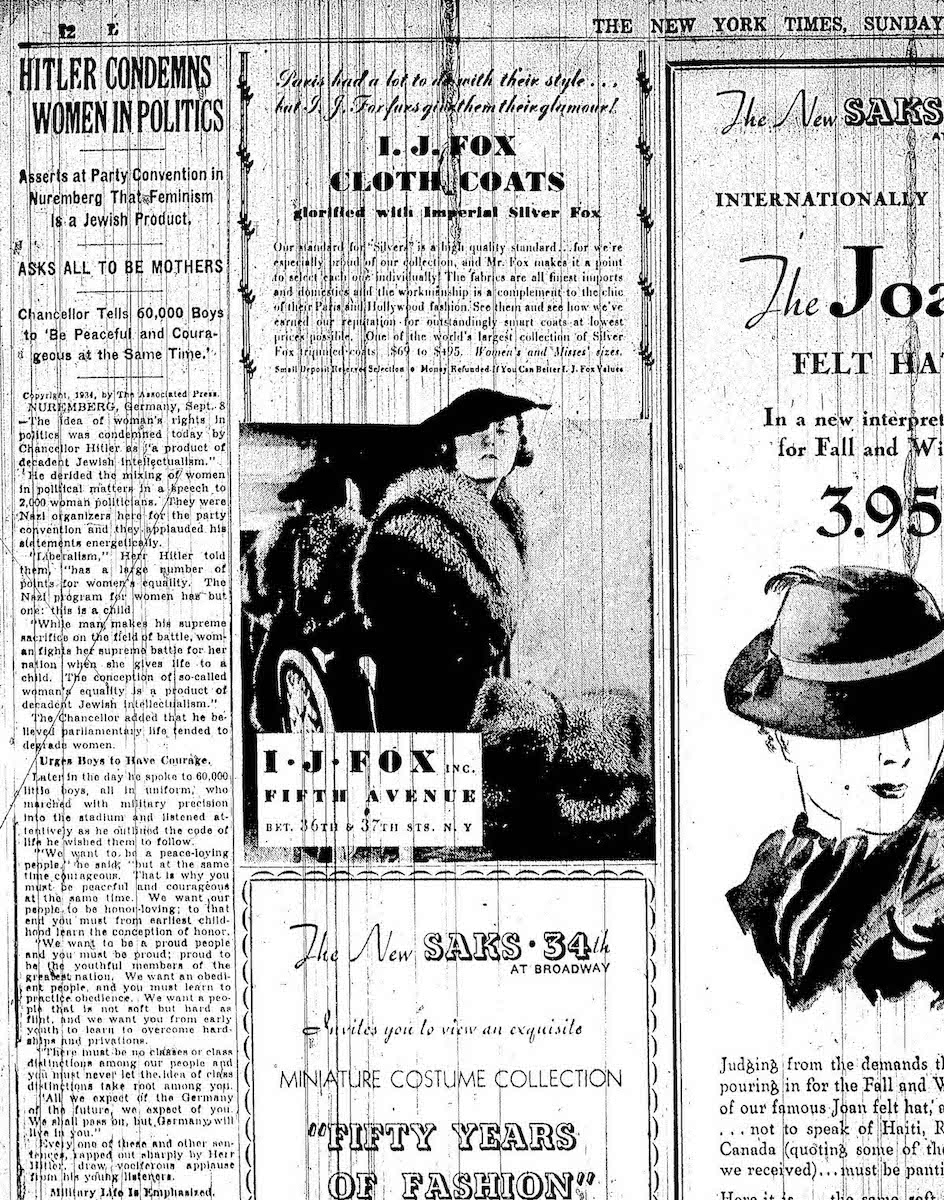 12 L
THE NEW YORK TIMES, SUNDAY
HITLER CONDEMNS
WOMEN IN POLITICS
Asserts at Party Convention in
Nuremberg That Feminism
Is a Jewish Product.
ASKS ALL TO BE MOTHERS
Chancellor Tells 60,000 Boys
to 'Be Peaceful and Coura-
geous at the Same Time.'
Copyright, 1934, by The Associated Press.
NUREMBERG, Germany, Sept. 8
—The idea of woman's rights in
politics was condemned today by
Chancellor Hitler as "a product of
decadent Jewish intellectualism."
He derided the mixing of women
in political matters in a speech to
2,000 woman politicians. They were
Nazi organizers here for the party
convention and they applauded his
statements energetically.
"Liberalism," Herr Hitler told
them, "has a large number of
points for women's equality. The
Nazi program for women has but
one: this is a child.
"While man makes his supreme
sacrifice on the field of battle, wom-
an fights her supreme battle for her
nation when she gives life to a
child. The conception of so-called
woman's equality is a product of
decadent Jewish intellectualism."
The Chancellor added that he be-
lieved parliamentary life tended to
degrade women.
Urges Boys to Have Courage.
Later in the day he spoke to 60,000
little boys, all in uniform, who
marched with military precision
into the stadium and listened at-
tentively as he outlined the code of
life he wished them to follow.
"We want to be a peace-loving
people," he said, "but at the same
time courageous. That is why you
must be peaceful and courageous
at the same time. We want our
people to be honor-loving; to that
end you must from earliest child-
hood learn the conception of honor.
"We want to be a proud people
and you must be proud; proud to
be the youthful members of the
greatest nation. We want an obedi-
ent people, and you must learn to
practice obedience. We want a peo-
ple that is not soft but hard as
flint, and we want you from early
youth to learn to overcome hard-
ships and privations.
"There must be no classes or class
distinctions among our people and
you must never let the idea of class
distinctions take root among you.
"All we expect of the Germany
of the future, we expect of you.
We shall pass on, but Germany will
live in you."
Every one of these and other sen-
tences, rapped out sharply by Herr
Hitler, drew vociferous applause
from his young listeners.
Military Life Is Emphasized.
Paris had a lot to do with their style...
but I. J. Fox furs give them their glamour!
I. J. FOX
CLOTH COATS
glorified with Imperial Silver Fox
Our standard for "Silvers" is a high quality standard...for we're
especially proud of our collection, and Mr. Fox makes it a point
to select each one individually! The fabrics are all finest imports
and domestics and the workmanship is a complement to the chic
of their Paris and Hollywood fashion. See them and see how we've
earned our reputation for outstandingly smart coats at lowest
prices possible. One of the world's largest collection of Silver
Fox trimmed coats $69 to $495. Women's and Misses' sizes.
Small Deposit Reserves Selection • Money Refunded If You Can Better I. J. Fox Values
I·J·FOX INC.
FIFTH AVENUE
BET. 36TH & 37TH STS. N. Y
The New SAKS·34th
AT BROADWAY
Invites you to view an exquisite
MINIATURE COSTUME COLLECTION
"FIFTY YEARS
OF FASHION"
The New SAKS
A
INTERNATIONALLY
The Joa
FELT HA
In a new interpret
for Fall and Wi
3.95
Judging from the demands th
pouring in for the Fall and W
of our famous Joan felt hat, a
...not to speak of Haiti, R
Canada (quoting some of the
we received)...must be panti
Here it is